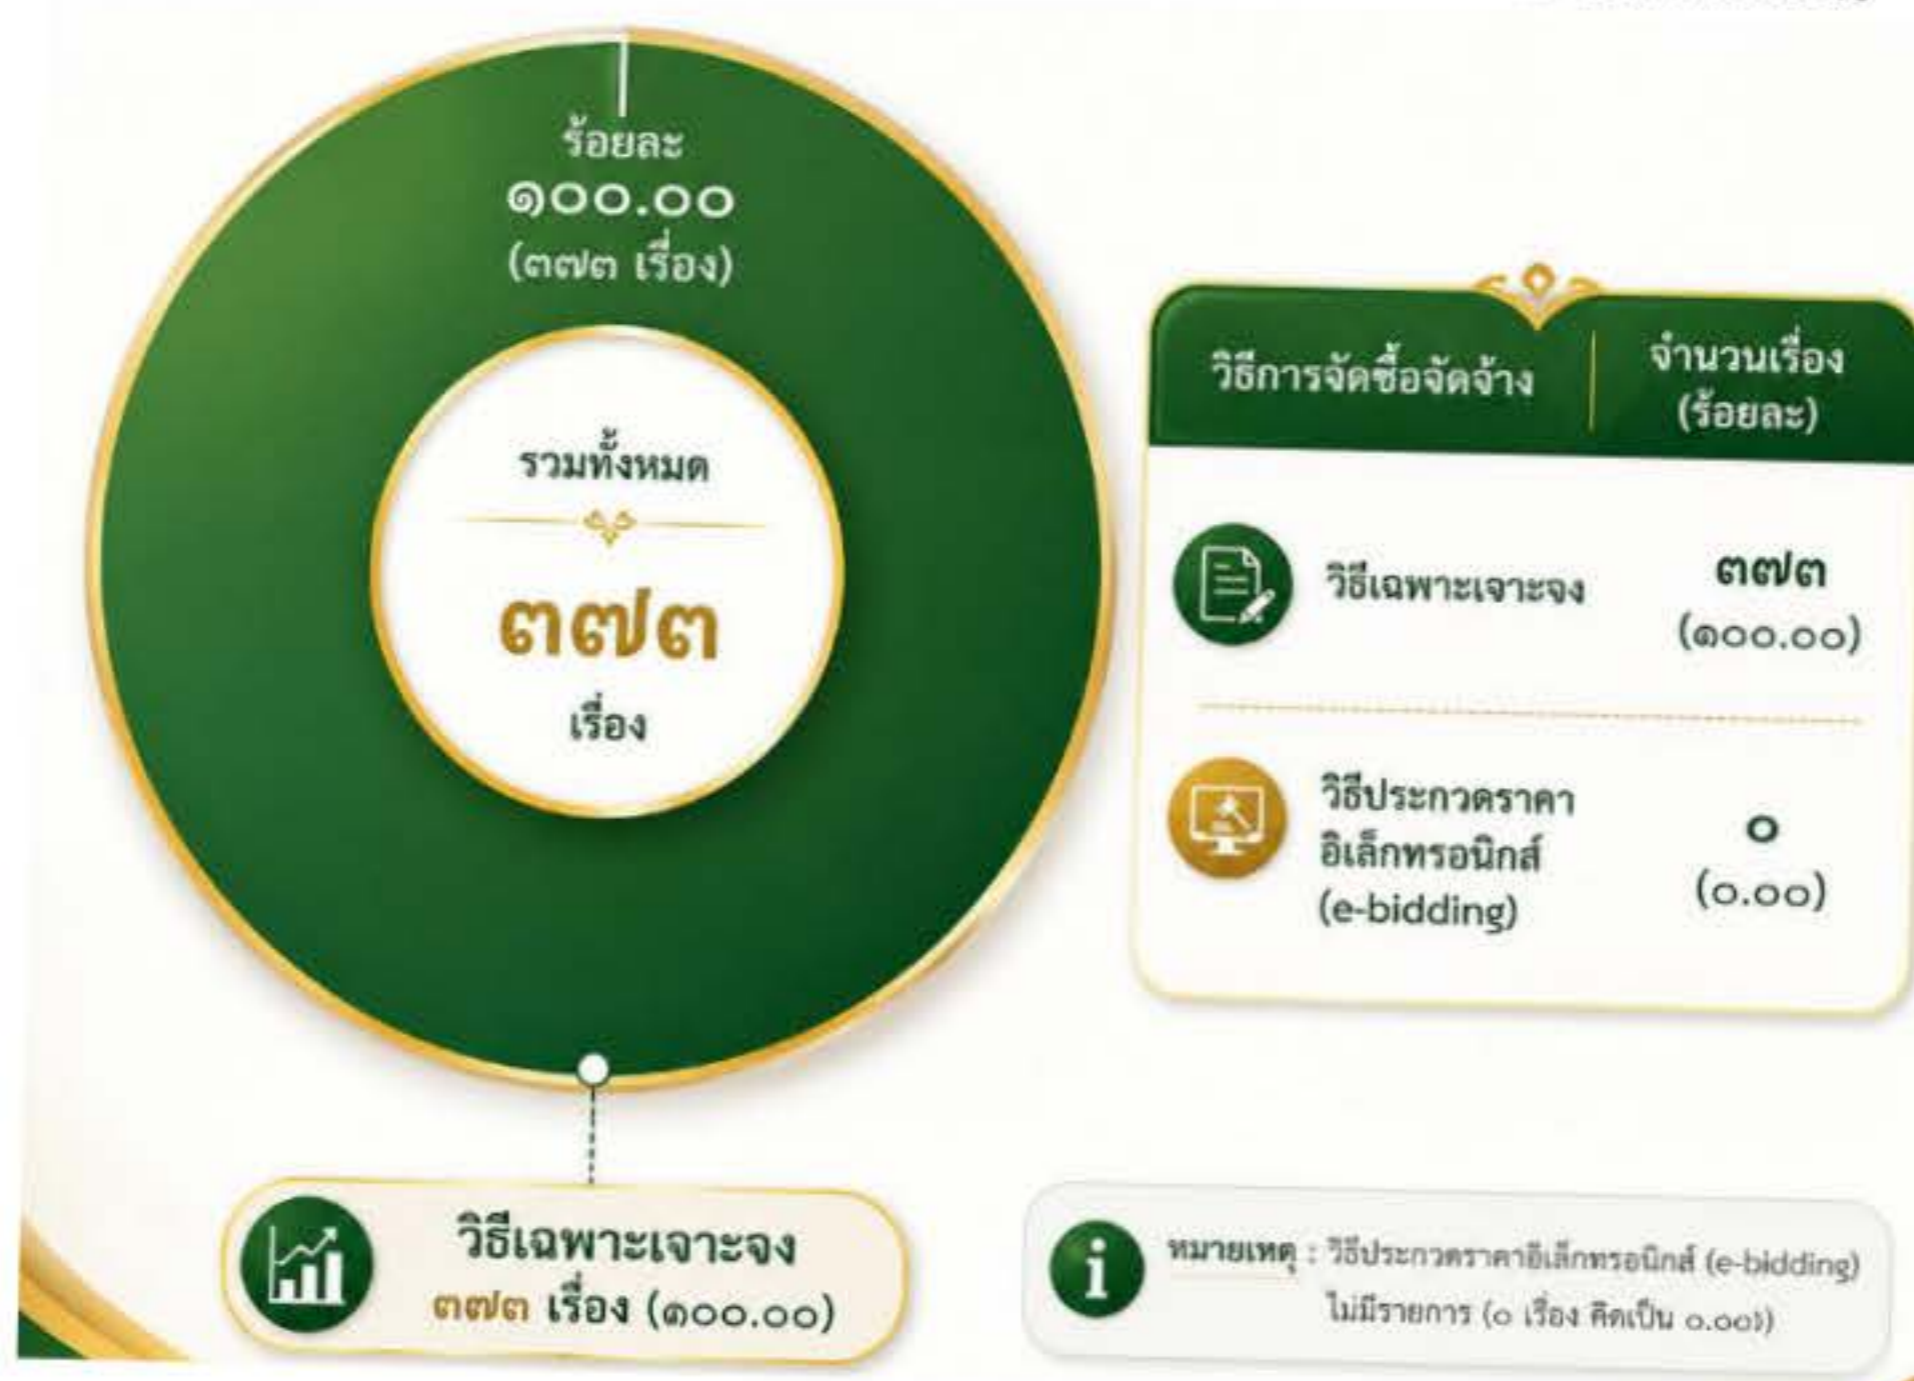 ร้อยละ
๑๐๐.๐๐
(๓๗๓ เรื่อง)
รวมทั้งหมด
๓๗๓
เรื่อง
วิธีการจัดซื้อจัดจ้าง
จำนวนเรื่อง
(ร้อยละ)
วิธีเฉพาะเจาะจง
๓๗๓
(๑๐๐.๐๐)
วิธีประกวดราคา
อิเล็กทรอนิกส์
(e-bidding)
๐
(๐.๐๐)
วิธีเฉพาะเจาะจง
๓๗๓ เรื่อง (๑๐๐.๐๐)
หมายเหตุ : วิธีประกวดราคาอิเล็กทรอนิกส์ (e-bidding)
ไม่มีรายการ (๐ เรื่อง คิดเป็น ๐.๐๐)